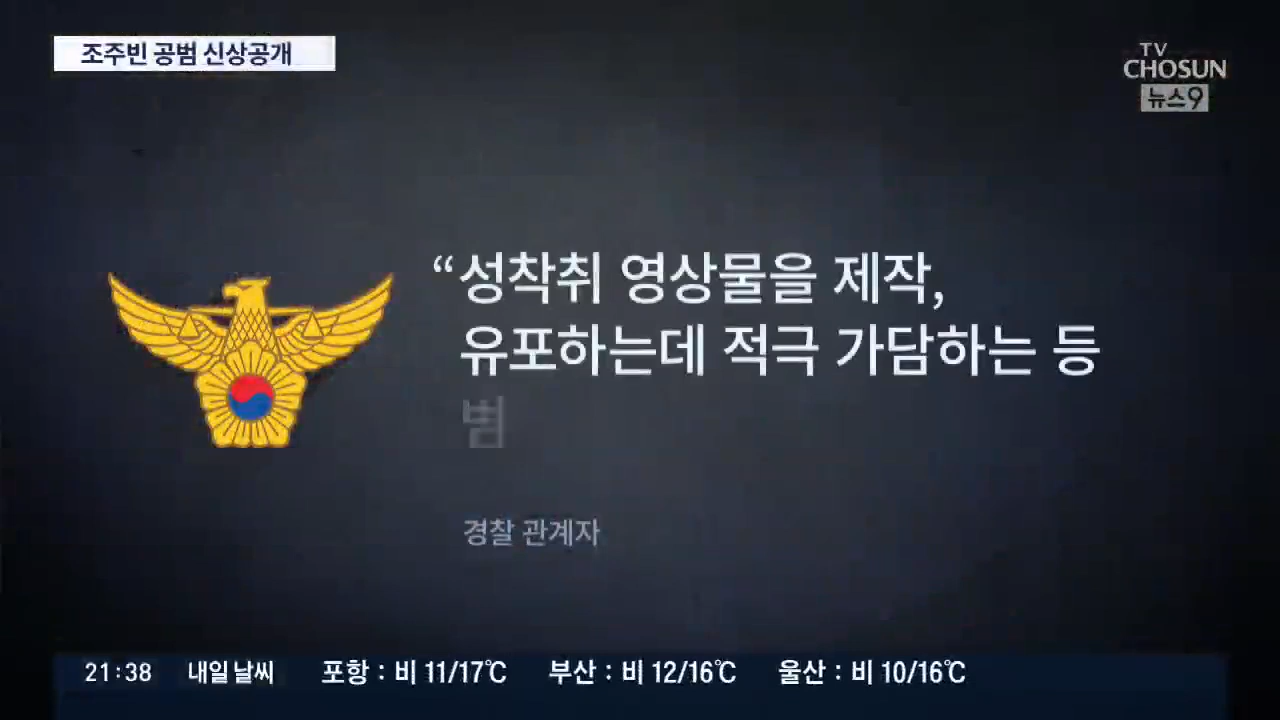 조주빈 공범 신상공개
TV
CHOSUN
뉴스9
“성착취 영상물을 제작,
유포하는데 적극 가담하는 등
범
경찰 관계자
21:38 내일 날씨 포항 : 비 11/17℃ 부산 : 비 12/16℃ 울산 : 비 10/16℃